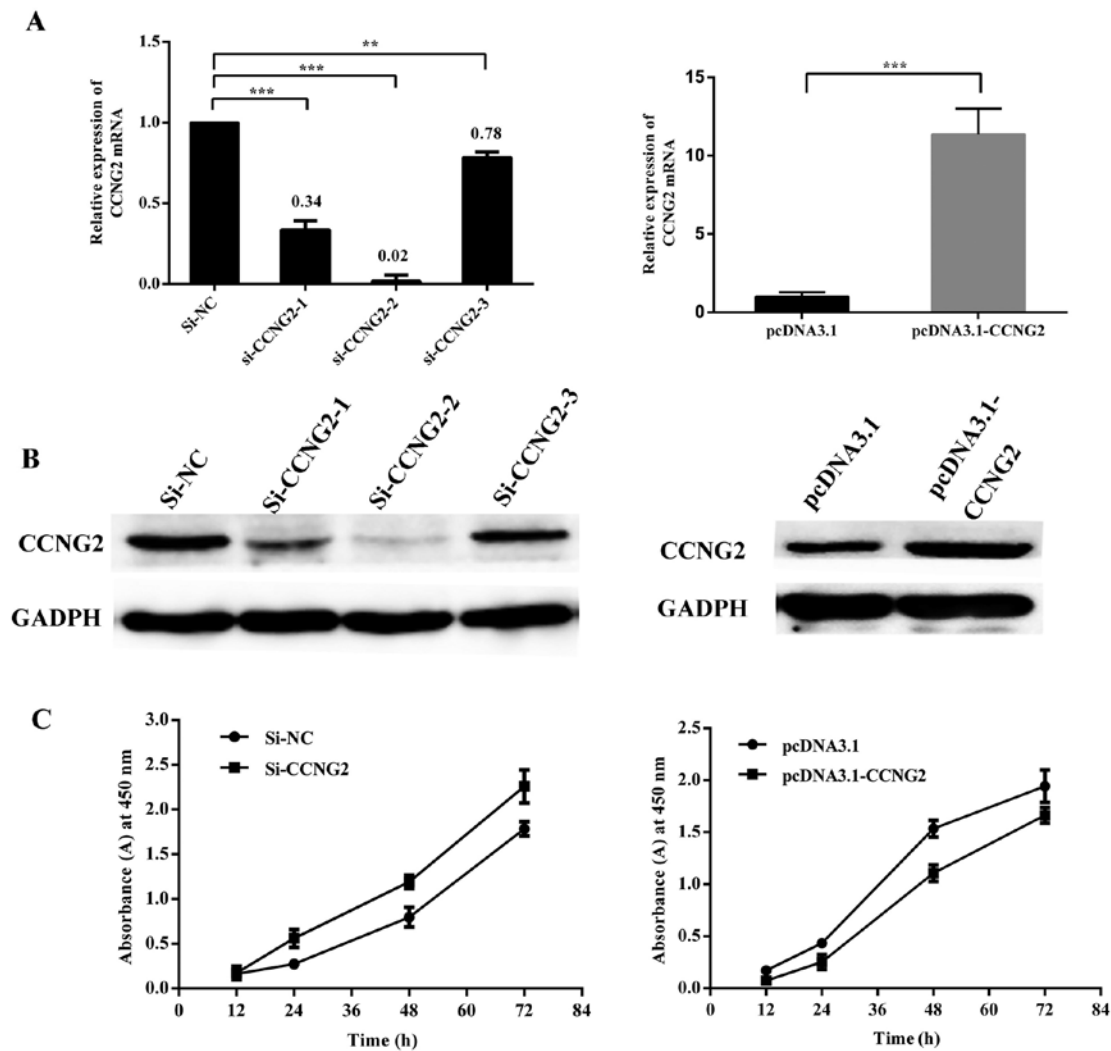 A
Relative expression of
CCNG2 mRNA
1.5
1.0
0.5
0.0
**
***
***
0.34
0.02
0.78
Si-NC
si-CCNG2-1
si-CCNG2-2
si-CCNG2-3
Relative expression of
CCNG2 mRNA
15
10
5
0
***
pcDNA3.1
pcDNA3.1-CCNG2
B
Si-NC
Si-CCNG2-1
Si-CCNG2-2
Si-CCNG2-3
CCNG2
GADPH
pcDNA3.1
pcDNA3.1-
CCNG2
CCNG2
GADPH
C
Absorbance (A) at 450 nm
3.0
2.5
2.0
1.5
1.0
0.5
0.0
Si-NC
Si-CCNG2
0 12 24 36 48 60 72 84
Time (h)
Absorbance (A) at 450 nm
2.5
2.0
1.5
1.0
0.5
0.0
pcDNA3.1
pcDNA3.1-CCNG2
0 12 24 36 48 60 72 84
Time (h)